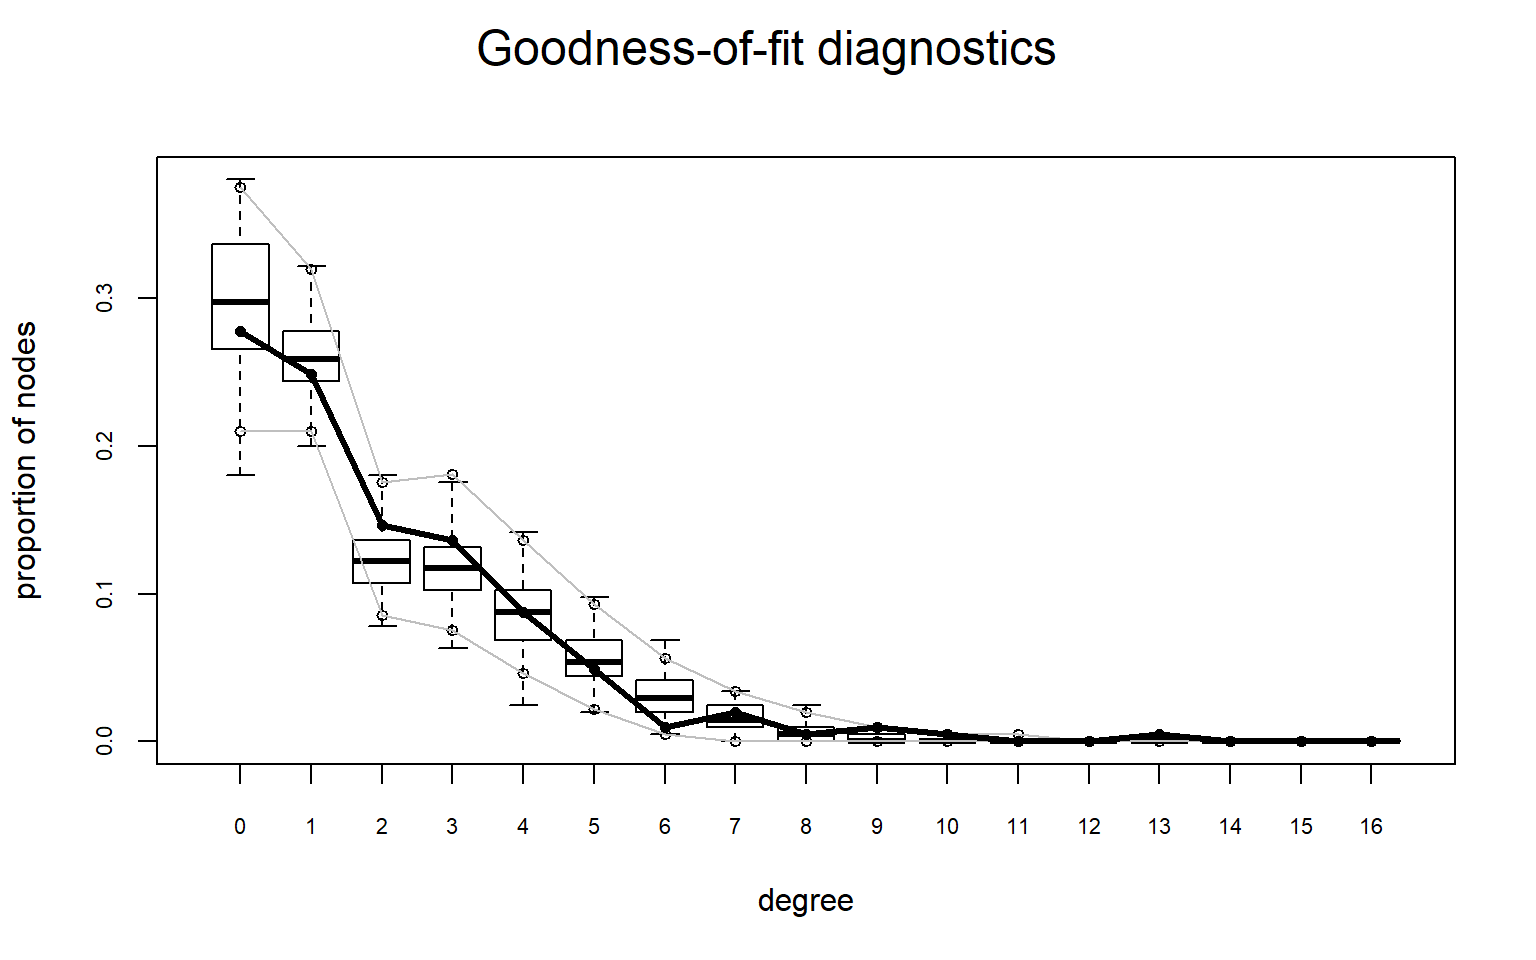 Goodness-of-fit diagnostics
proportion of nodes
0.3
0.2
0.1
0.0
0 1 2 3 4 5 6 7 8 9 10 11 12 13 14 15 16
degree